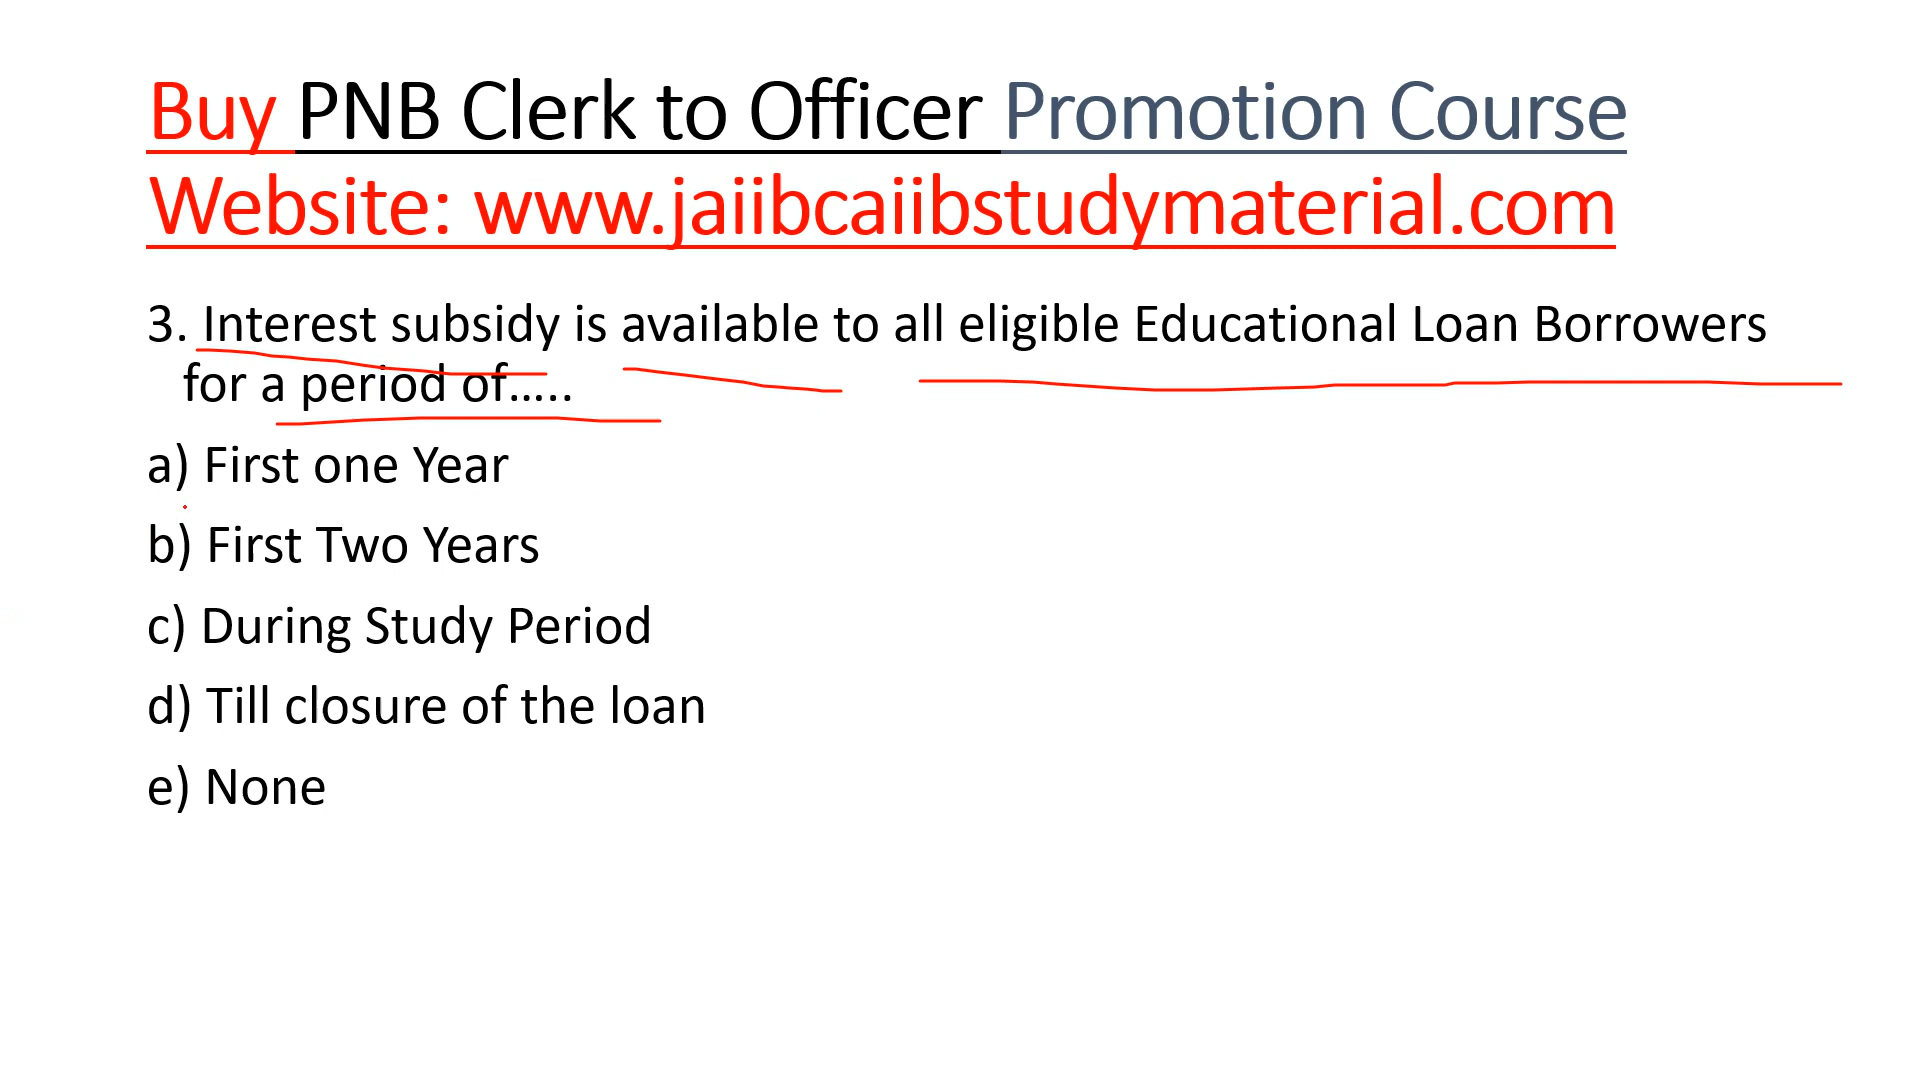 Buy PNB Clerk to Officer Promotion Course
Website: www.jaiibcaiibstudymaterial.com
3. Interest subsidy is available to all eligible Educational Loan Borrowers
for a period of.....
a) First one Year
b) First Two Years
c) During Study Period
d) Till closure of the loan
e) None